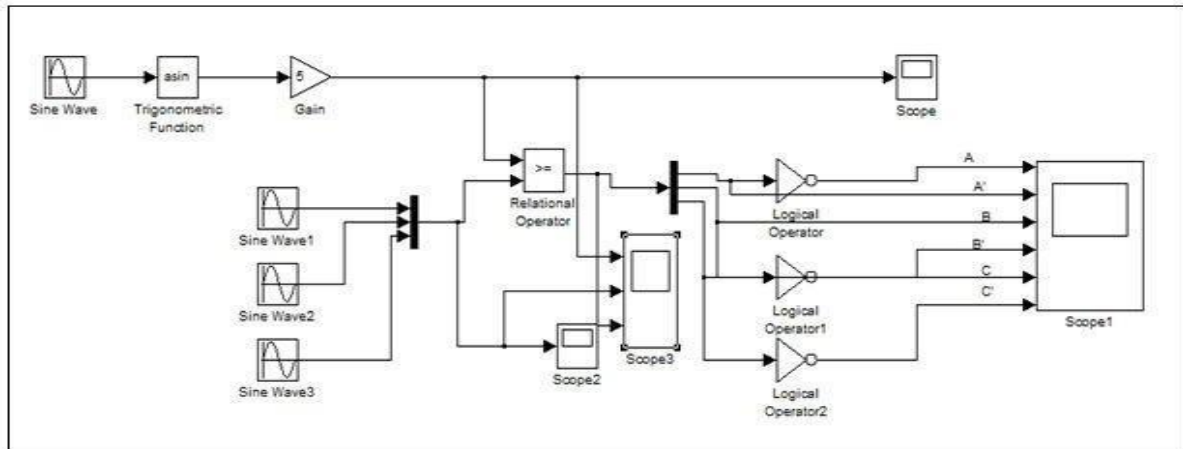 asin
5
Sine Wave
Trigonometric
Function
Gain
Scope
>=
Relational
Operator
A
A'
Logical
Operator
B
Sine Wave1
B'
C
C'
Sine Wave2
Logical
Operator1
Scope1
Scope3
Scope2
Sine Wave3
Logical
Operator2